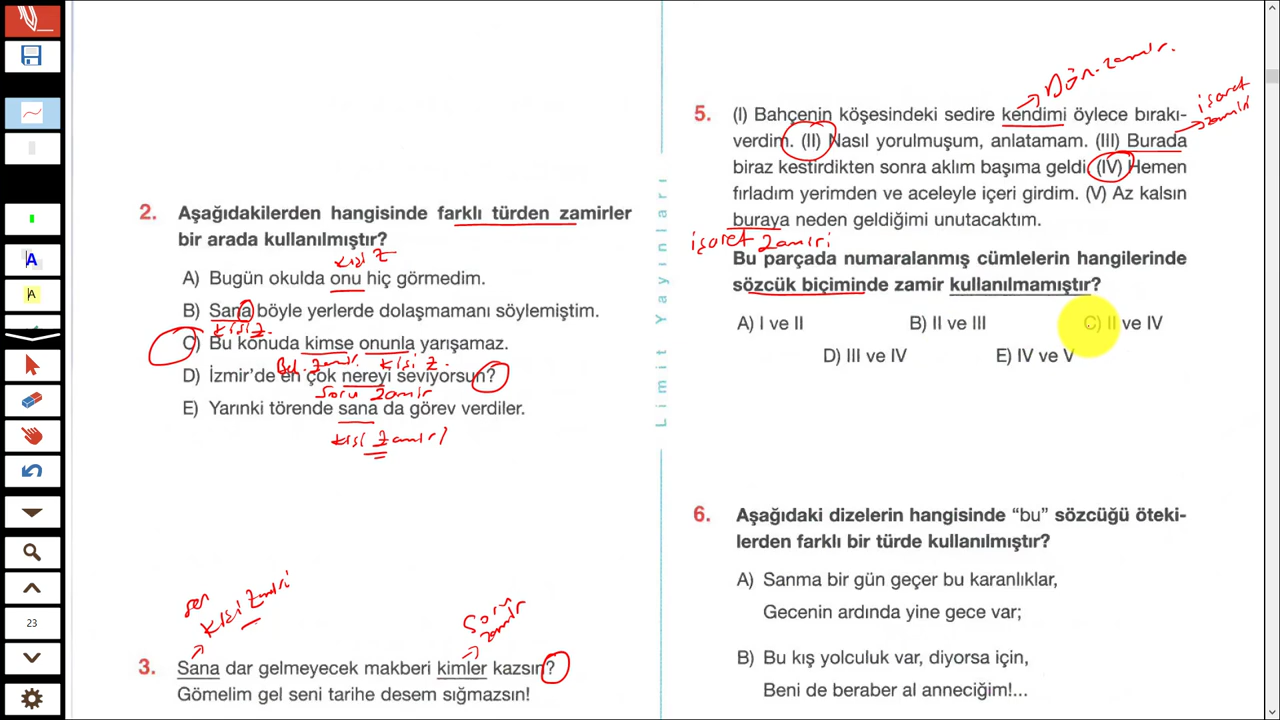 2. Aşağıdakilerden hangisinde farklı türden zamirler
bir arada kullanılmıştır?
kişi z
A) Bugün okulda onu hiç görmedim.
B) Sana böyle yerlerde dolaşmamanı söylemiştim.
kişi z.
C) Bu konuda kimse onunla yarışamaz.
Bel. zmr. kişi z.
D) İzmir’de en çok nereyi seviyorsun?
soru zamir
E) Yarınki törende sana da görev verdiler.
kişi zamiri
sen
kişi zamiri
soru
zamir
3. Sana dar gelmeyecek makberi kimler kazsın?
Gömelim gel seni tarihe desem sığmazsın!
Limit Yayınları
Dön. zamir.
işaret
zamiri
5. (I) Bahçenin köşesindeki sedire kendimi öylece bırakı-
verdim. (II) Nasıl yorulmuşum, anlatamam. (III) Burada
biraz kestirdikten sonra aklım başıma geldi. (IV) Hemen
fırladım yerimden ve aceleyle içeri girdim. (V) Az kalsın
buraya neden geldiğimi unutacaktım.
işaret zamiri
Bu parçada numaralanmış cümlelerin hangilerinde
sözcük biçiminde zamir kullanılmamıştır?
A) I ve II B) II ve III C) II ve IV
D) III ve IV E) IV ve V
6. Aşağıdaki dizelerin hangisinde “bu” sözcüğü öteki-
lerden farklı bir türde kullanılmıştır?
A) Sanma bir gün geçer bu karanlıklar,
Gecenin ardında yine gece var;
B) Bu kış yolculuk var, diyorsa için,
Beni de beraber al anneciğim!...
A
A
23